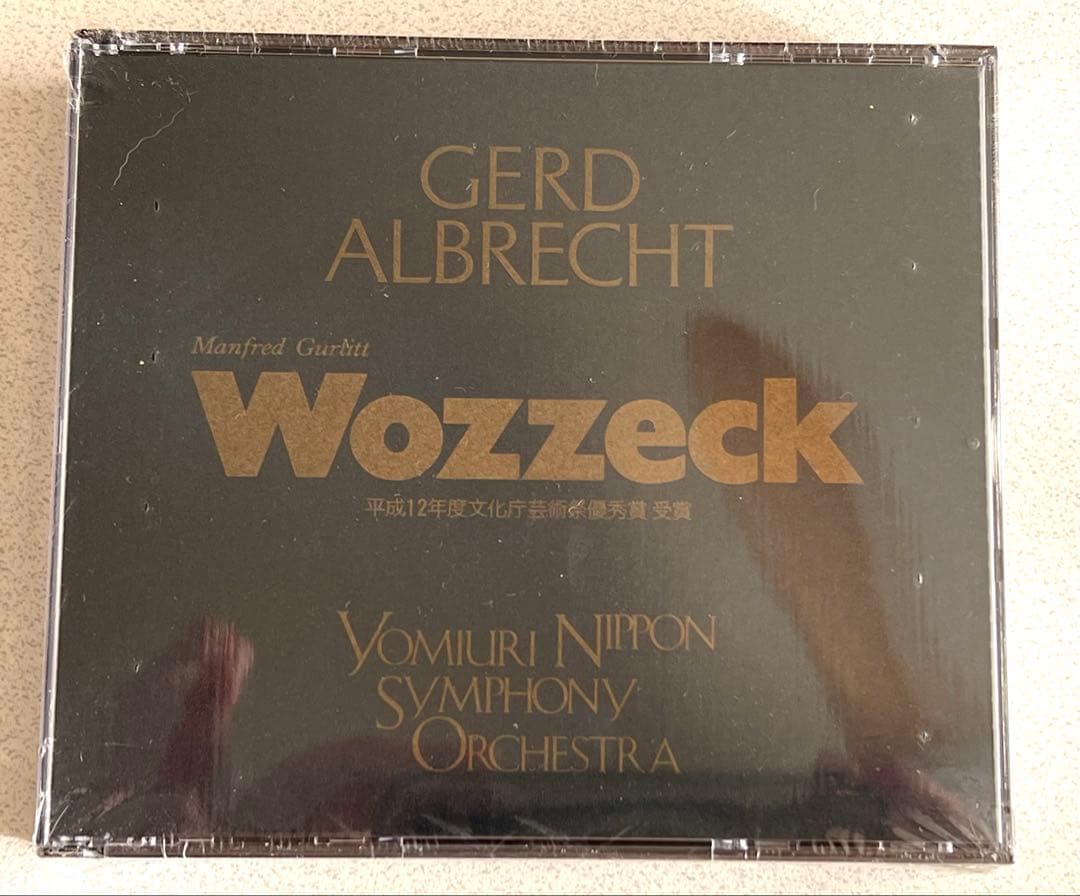 GERD
ALBRECHT
Manfred Gurlitt
Wozzeck
平成12年度文化庁芸術祭優秀賞 受賞
YOMIURI NIPPON
SYMPHONY
ORCHESTRA